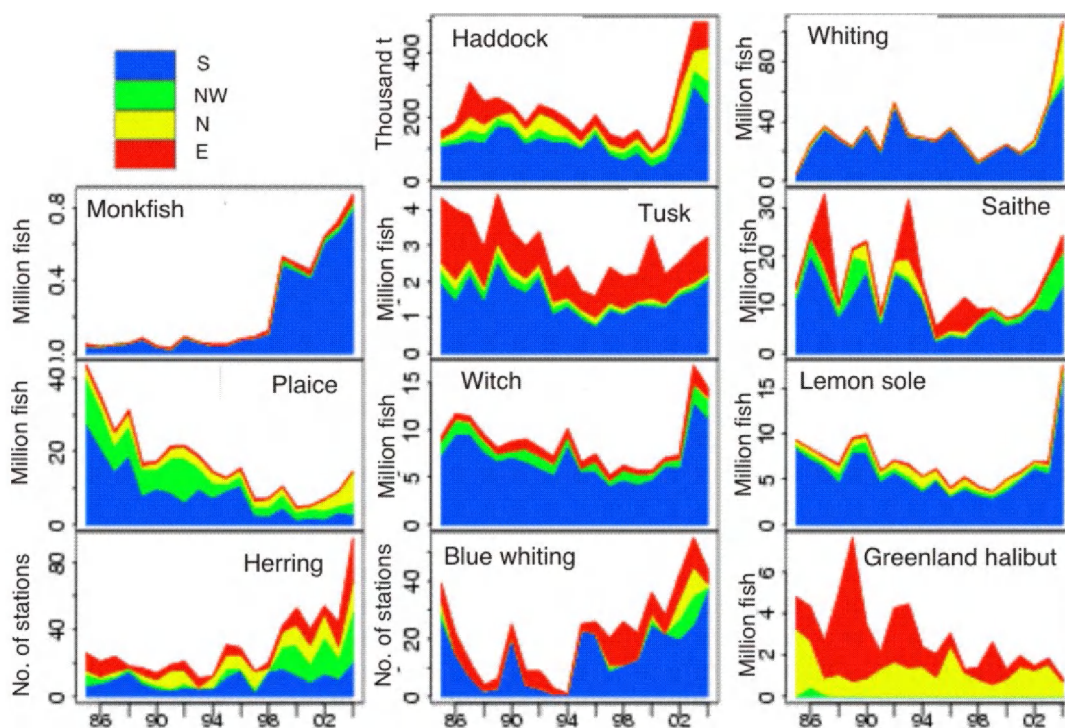 S
NW
N
E
Haddock
Thousand t
0 200 400
Whiting
Million fish
0 40 80
Monkfish
Million fish
0.0 0.4 0.8
Tusk
Million fish
0 1 2 3 4
Saithe
Million fish
0 10 20 30
Plaice
Million fish
0 20 40
Witch
Million fish
0 5 10 15
Lemon sole
Million fish
0 5 10 15
Herring
No. of stations
0 40 80
Blue whiting
No. of stations
0 20 40
Greenland halibut
Million fish
0 2 4 6
86 90 94 98 02
86 90 94 98 02
86 90 94 98 02